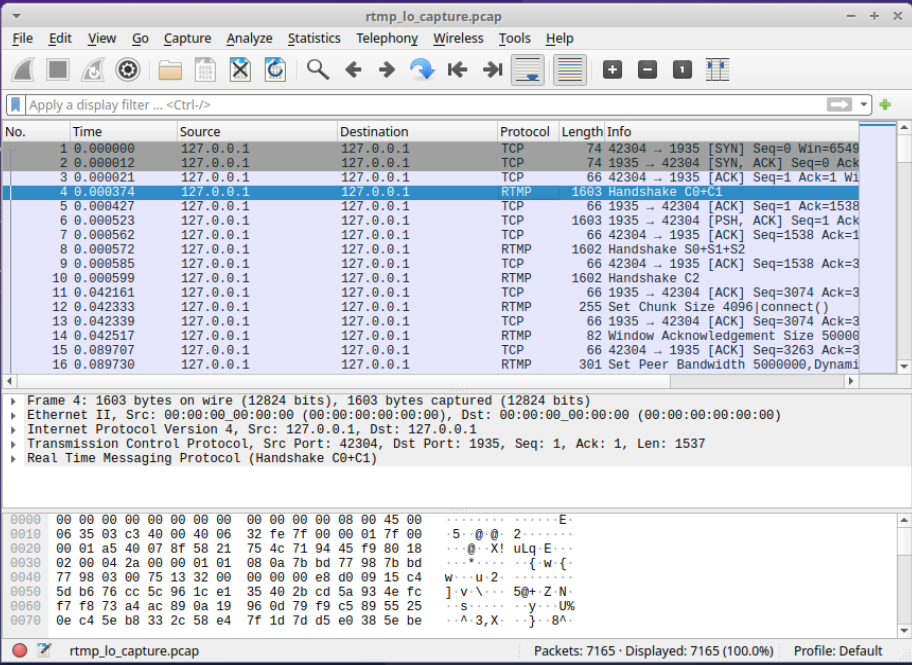 rtmp_lo_capture.pcap
File Edit View Go Capture Analyze Statistics Telephony Wireless Tools Help
Apply a display filter ... <Ctrl-/>
No. Time Source Destination Protocol Length Info
1 0.000000 127.0.0.1 127.0.0.1 TCP 74 42304 → 1935 [SYN] Seq=0 Win=6549
2 0.000012 127.0.0.1 127.0.0.1 TCP 74 1935 → 42304 [SYN, ACK] Seq=0 Ack
3 0.000021 127.0.0.1 127.0.0.1 TCP 66 42304 → 1935 [ACK] Seq=1 Ack=1 Wi
4 0.000374 127.0.0.1 127.0.0.1 RTMP 1603 Handshake C0+C1
5 0.000427 127.0.0.1 127.0.0.1 TCP 66 1935 → 42304 [ACK] Seq=1 Ack=1538
6 0.000523 127.0.0.1 127.0.0.1 TCP 1603 1935 → 42304 [PSH, ACK] Seq=1 Ack
7 0.000562 127.0.0.1 127.0.0.1 TCP 66 42304 → 1935 [ACK] Seq=1538 Ack=1
8 0.000572 127.0.0.1 127.0.0.1 RTMP 1602 Handshake S0+S1+S2
9 0.000585 127.0.0.1 127.0.0.1 TCP 66 42304 → 1935 [ACK] Seq=1538 Ack=3
10 0.000599 127.0.0.1 127.0.0.1 RTMP 1602 Handshake C2
11 0.042161 127.0.0.1 127.0.0.1 TCP 66 1935 → 42304 [ACK] Seq=3074 Ack=3
12 0.042333 127.0.0.1 127.0.0.1 RTMP 255 Set Chunk Size 4096|connect()
13 0.042339 127.0.0.1 127.0.0.1 TCP 66 1935 → 42304 [ACK] Seq=3074 Ack=3
14 0.042517 127.0.0.1 127.0.0.1 RTMP 82 Window Acknowledgement Size 50000
15 0.089707 127.0.0.1 127.0.0.1 TCP 66 42304 → 1935 [ACK] Seq=3263 Ack=3
16 0.089730 127.0.0.1 127.0.0.1 RTMP 301 Set Peer Bandwidth 5000000,Dynami
Frame 4: 1603 bytes on wire (12824 bits), 1603 bytes captured (12824 bits)
Ethernet II, Src: 00:00:00_00:00:00 (00:00:00:00:00:00), Dst: 00:00:00_00:00:00 (00:00:00:00:00:00)
Internet Protocol Version 4, Src: 127.0.0.1, Dst: 127.0.0.1
Transmission Control Protocol, Src Port: 42304, Dst Port: 1935, Seq: 1, Ack: 1, Len: 1537
Real Time Messaging Protocol (Handshake C0+C1)
0000 00 00 00 00 00 00 00 00 00 00 00 00 08 00 45 00 ········ ······E·
0010 06 35 03 c3 40 00 40 06 32 fe 7f 00 00 01 7f 00 ·5··@·@· 2·······
0020 00 01 a5 40 07 8f 58 21 75 4c 71 94 45 f9 80 18 ···@··X! uLq·E···
0030 02 00 04 2a 00 00 01 01 08 0a 7b bd 77 98 7b bd ···*···· ··{·w·{·
0040 77 98 03 00 75 13 32 00 00 00 00 e8 d0 09 15 c4 w···u·2· ········
0050 5d b6 76 cc 5c 96 1c e1 35 40 2b cd 5a 93 4e fc ]·v·\··· 5@+·Z·N·
0060 f7 f8 73 a4 ac 89 0a 19 96 0d 79 f9 c5 89 55 25 ··s····· ··y···U%
0070 0e c4 5e b8 33 2c 58 e4 7f 1d 7d d5 e0 38 5e be ··^·3,X· ··}··8^·
rtmp_lo_capture.pcap Packets: 7165 · Displayed: 7165 (100.0%) Profile: Default